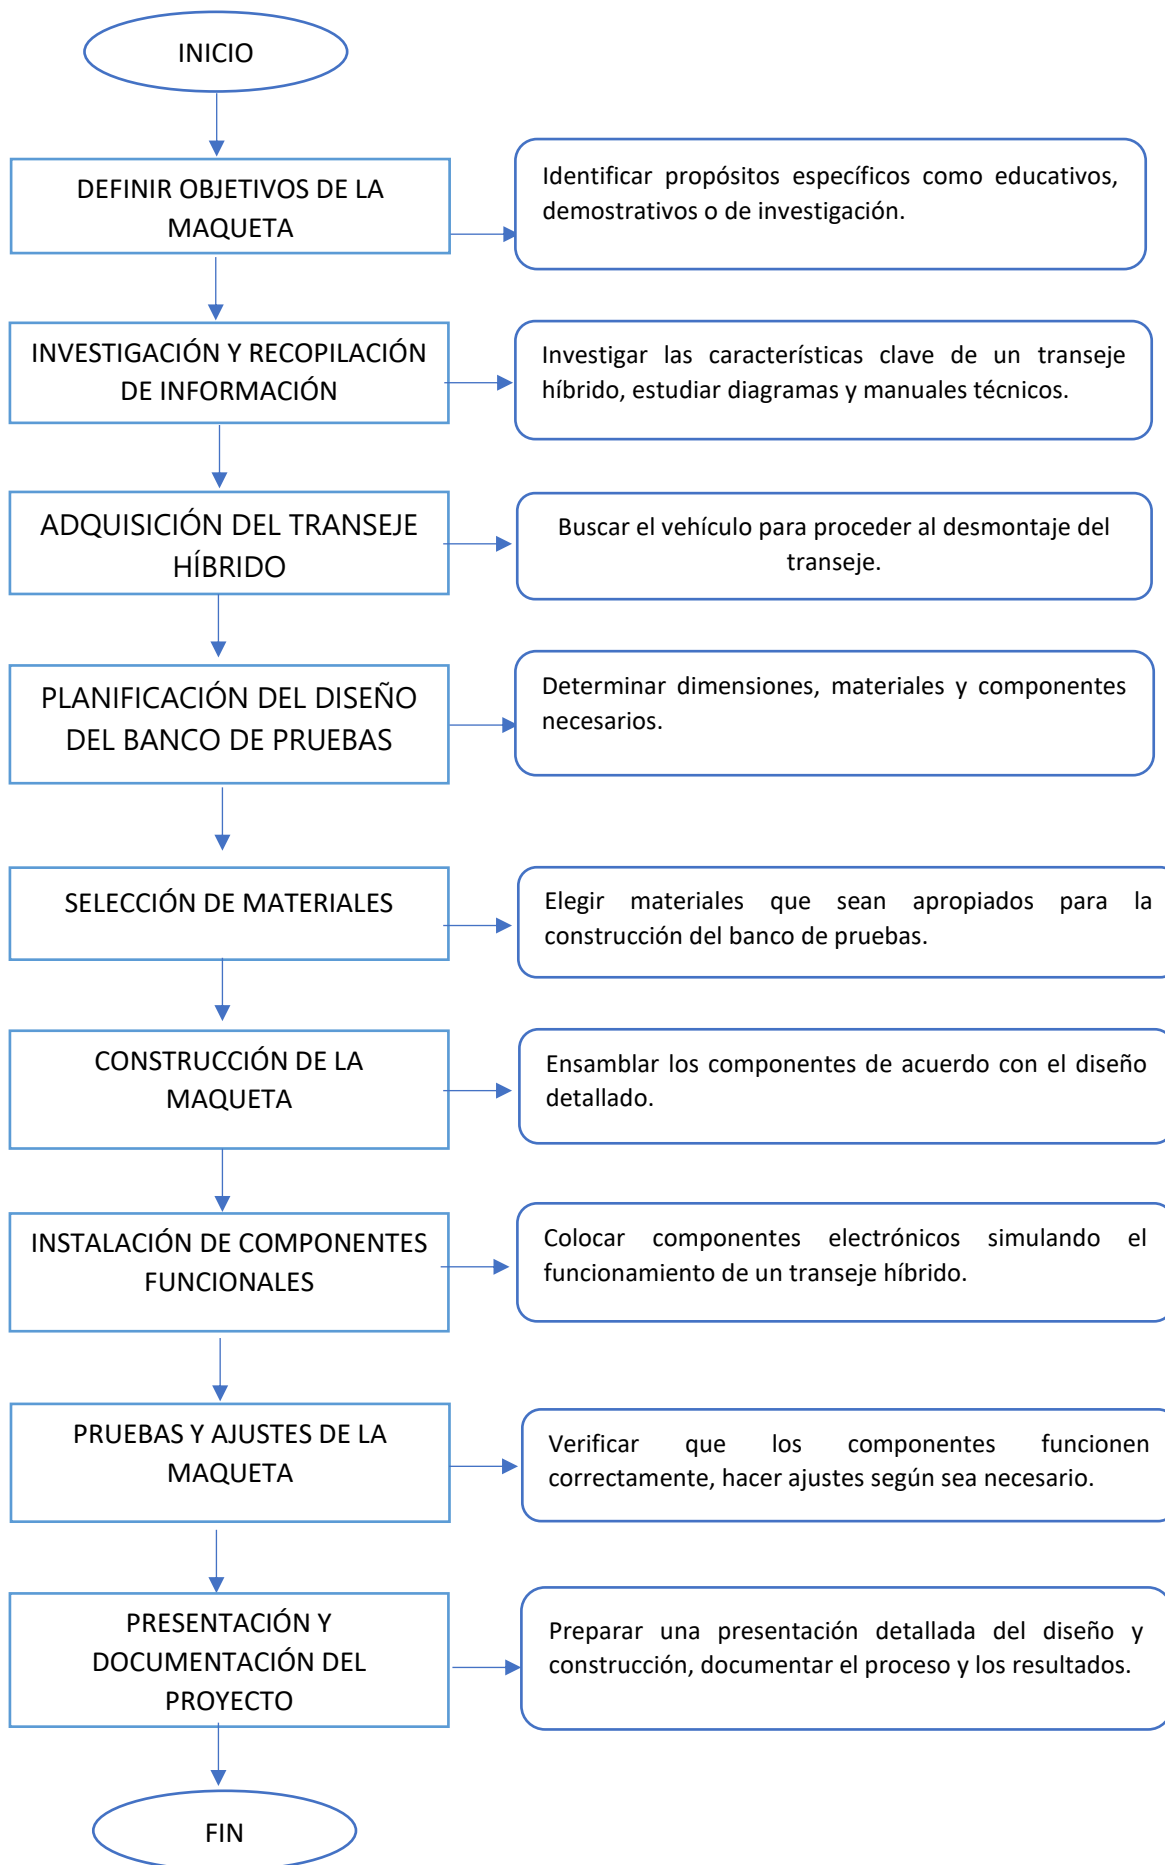 INICIO
DEFINIR OBJETIVOS DE LA
MAQUETA
Identificar propósitos específicos como educativos,
demostrativos o de investigación.
INVESTIGACIÓN Y RECOPILACIÓN
DE INFORMACIÓN
Investigar las características clave de un transeje
híbrido, estudiar diagramas y manuales técnicos.
ADQUISICIÓN DEL TRANSEJE
HÍBRIDO
Buscar el vehículo para proceder al desmontaje del
transeje.
PLANIFICACIÓN DEL DISEÑO
DEL BANCO DE PRUEBAS
Determinar dimensiones, materiales y componentes
necesarios.
SELECCIÓN DE MATERIALES
Elegir materiales que sean apropiados para la
construcción del banco de pruebas.
CONSTRUCCIÓN DE LA
MAQUETA
Ensamblar los componentes de acuerdo con el diseño
detallado.
INSTALACIÓN DE COMPONENTES
FUNCIONALES
Colocar componentes electrónicos simulando el
funcionamiento de un transeje híbrido.
PRUEBAS Y AJUSTES DE LA
MAQUETA
Verificar que los componentes funcionen
correctamente, hacer ajustes según sea necesario.
PRESENTACIÓN Y
DOCUMENTACIÓN DEL
PROYECTO
Preparar una presentación detallada del diseño y
construcción, documentar el proceso y los resultados.
FIN